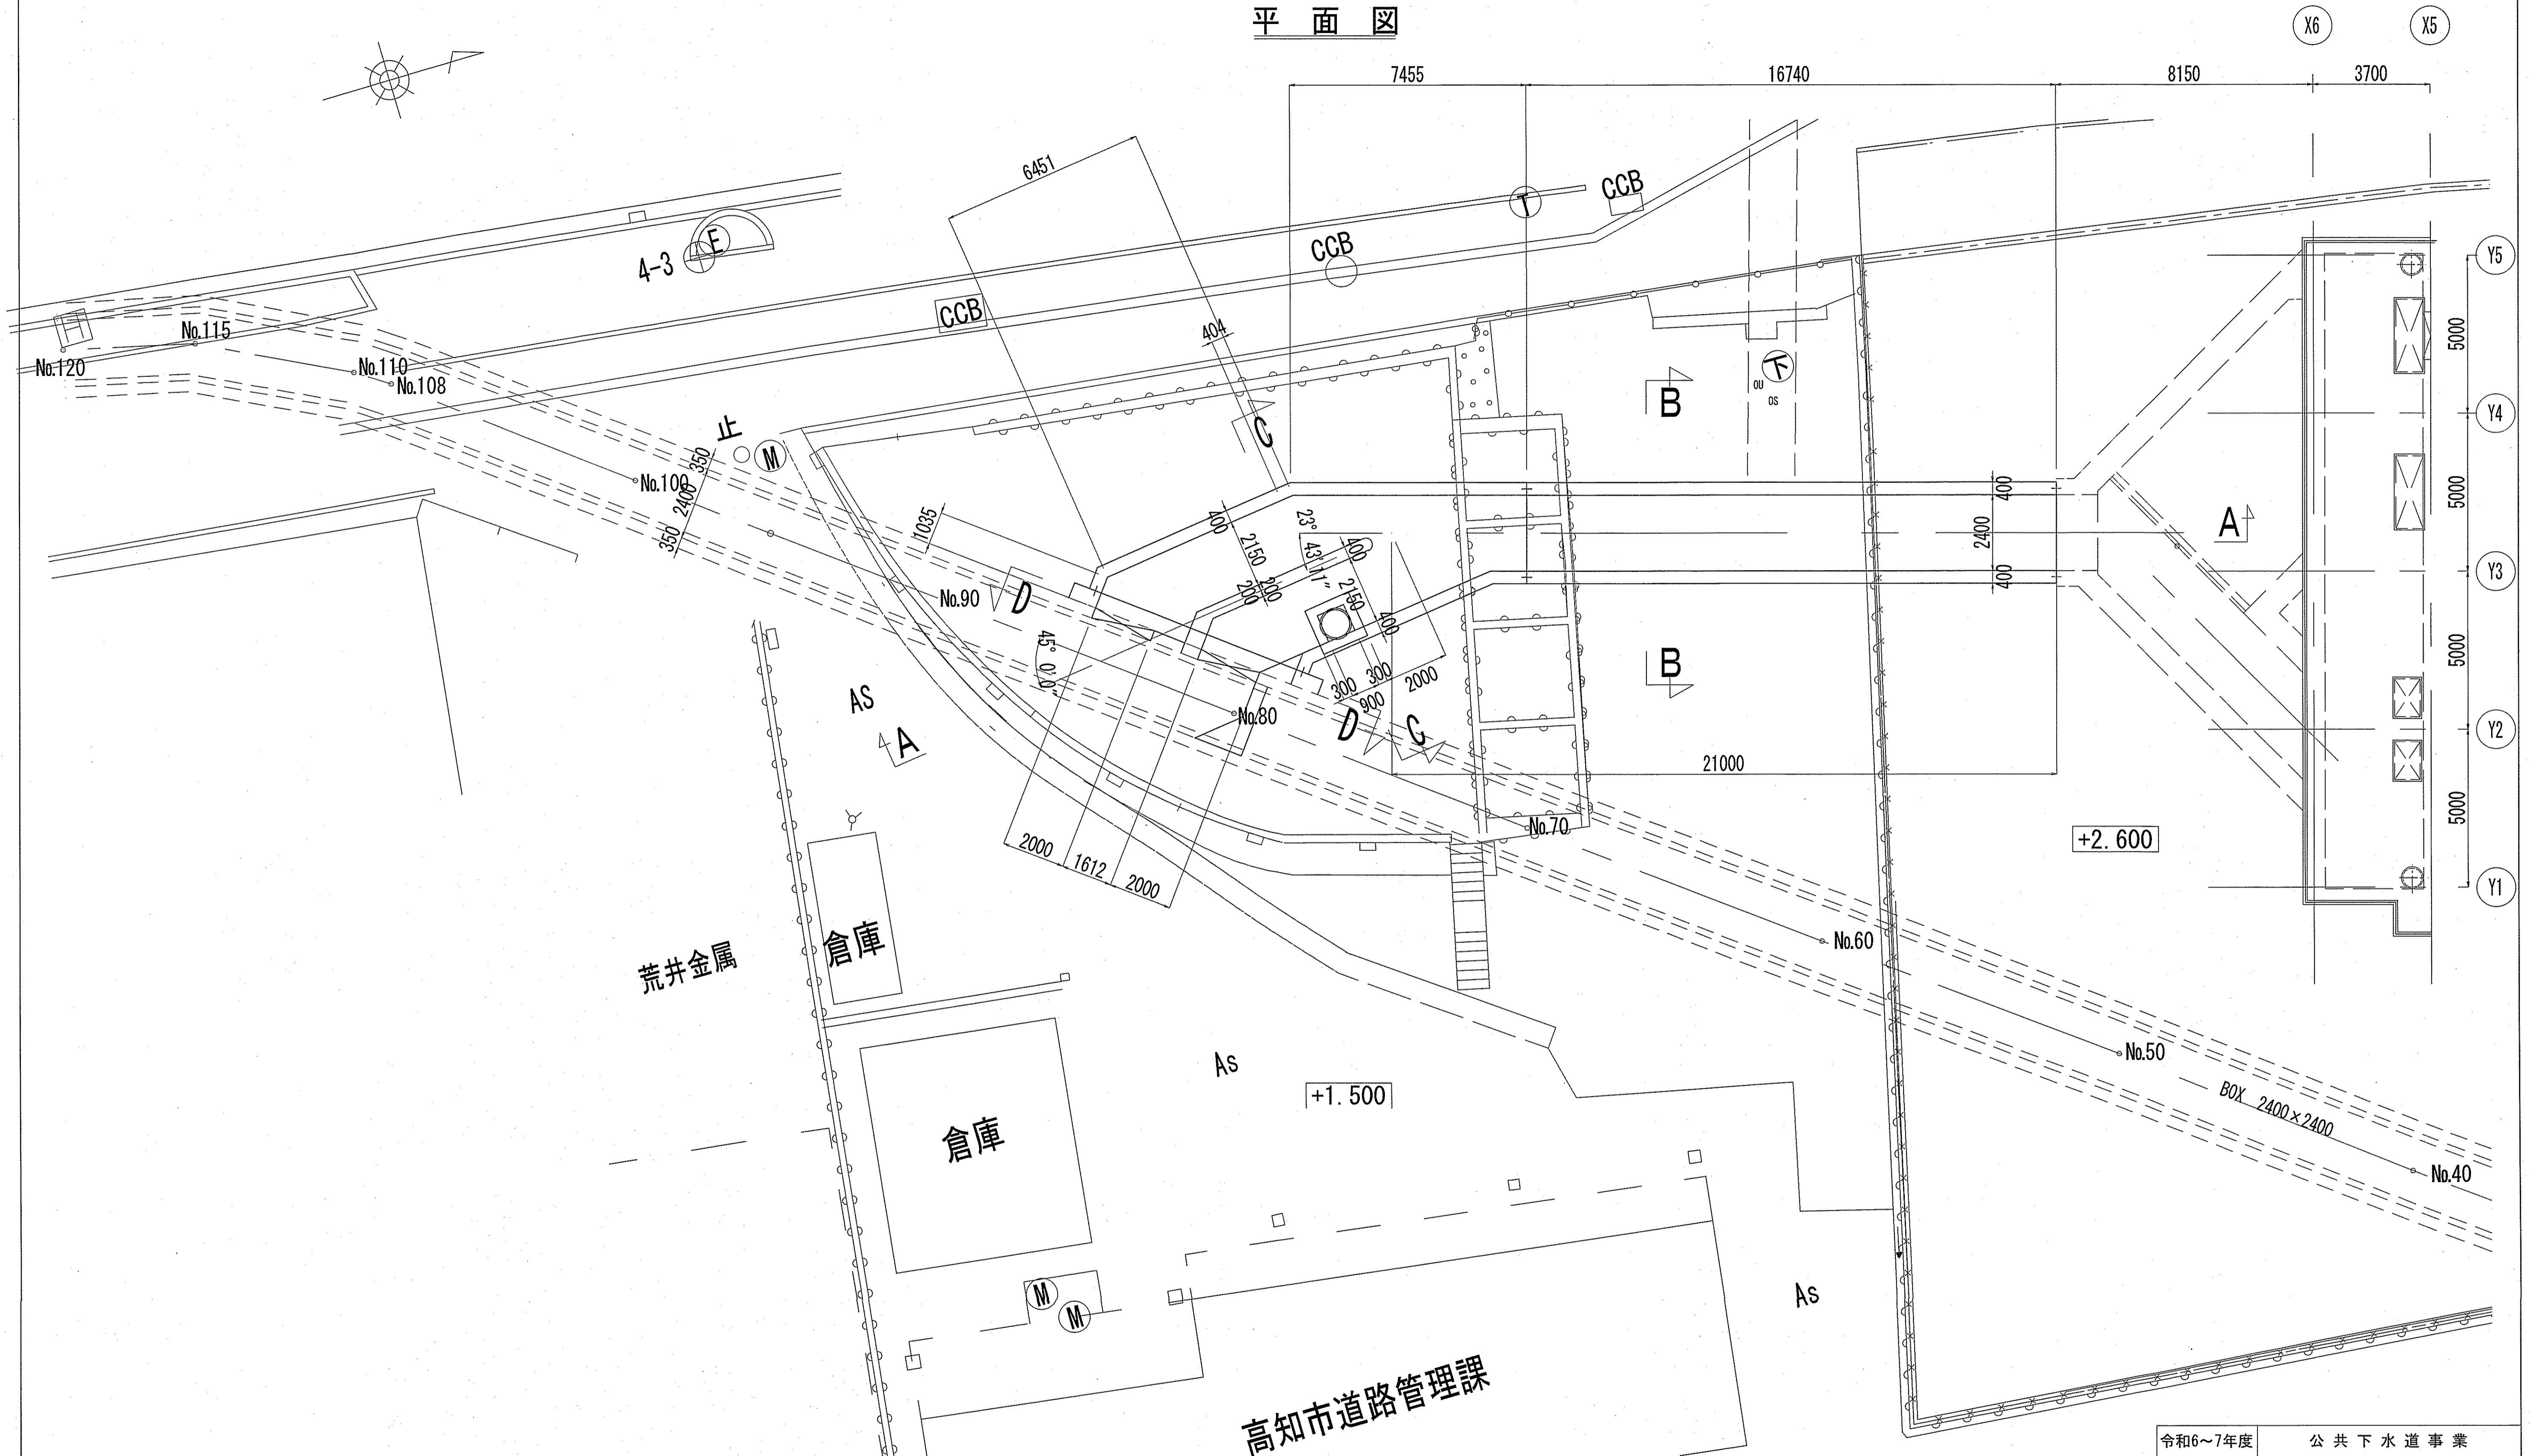 平 面 図
X6
X5
7455
16740
8150
3700
6451
T
CCB
CCB
E
4-3
CCB
Y5
404
No.115
No.120
No.110
No.108
5000
下
OU
OS
B
C
Y4
止
M
350
2400
350
No.100
400
2400
400
5000
A
1035
400
2150
200
200
23°
43'
11"
400
2150
400
Y3
No.90
D
45° 0' 0"
300
300
900
2000
B
5000
AS
A
No.80
D
C
Y2
21000
5000
No.70
+2.600
2000
1612
2000
Y1
倉庫
荒井金属
No.60
No.50
As
+1.500
BOX 2400×2400
倉庫
No.40
M
M
As
高知市道路管理課
令和6～7年度
公共下水道事業